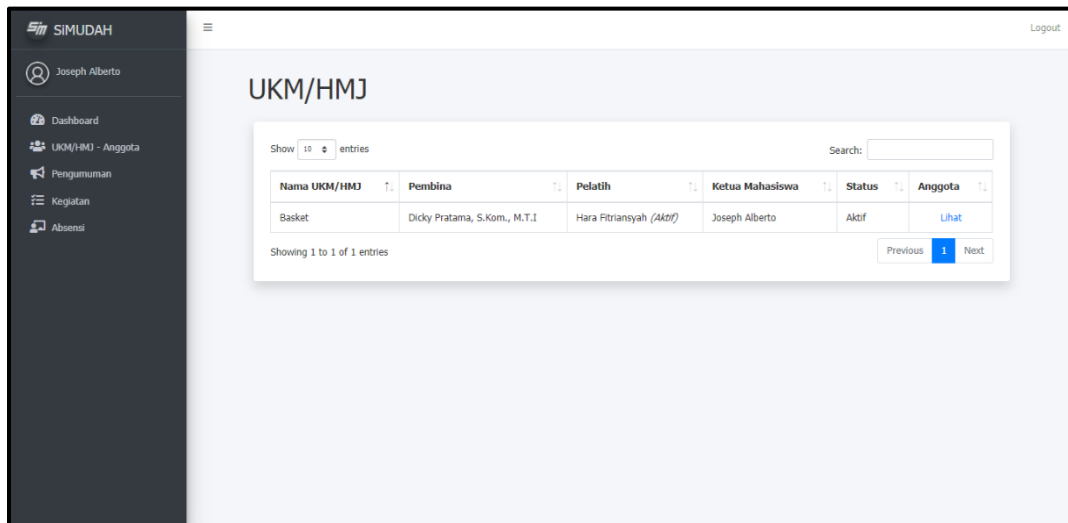 Sim SiMUDAH
Logout
Joseph Alberto
Dashboard
UKM/HMJ - Anggota
Pengumuman
Kegiatan
Absensi
UKM/HMJ
Show 10 entries
Search:
Nama UKM/HMJ Pembina Pelatih Ketua Mahasiswa Status Anggota
Basket Dicky Pratama, S.Kom., M.T.I Hara Fitriansyah (Aktif) Joseph Alberto Aktif Lihat
Showing 1 to 1 of 1 entries
Previous 1 Next